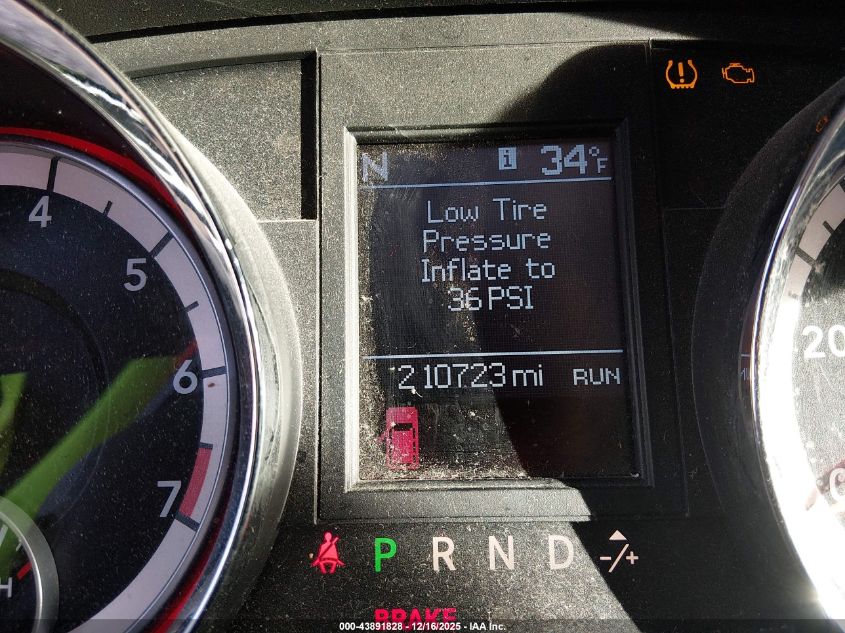 N 34°F
Low Tire
Pressure
Inflate to
36 PSI
210723 mi RUN
4
5
6
7
H
20
P R N D -/+
BRAKE
000-43891828 - 12/16/2025 - IAA Inc.